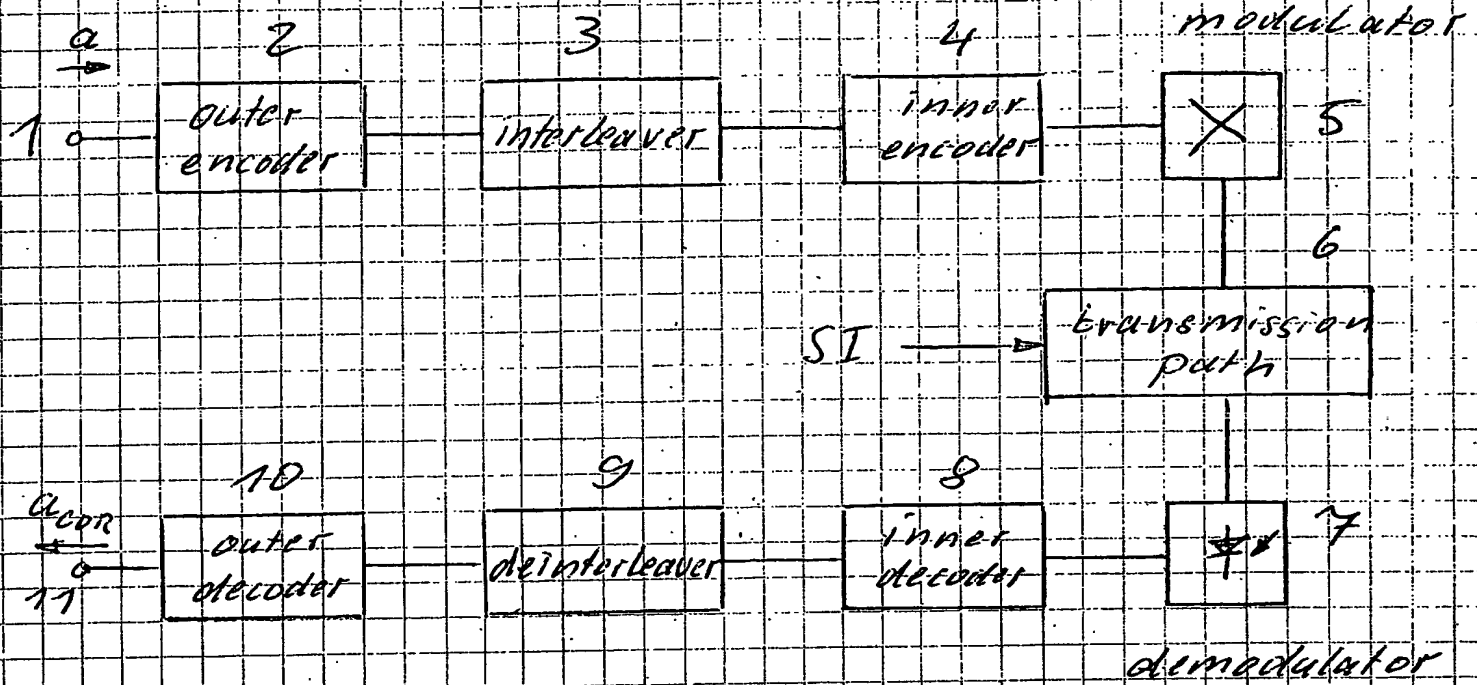 modulator
a
2
3
4
1
outer
encoder
interleaver
inner
encoder
5
6
SI
transmission
path
10
9
8
7
aCOR
11
outer
decoder
deinterleaver
inner
decoder
demodulator